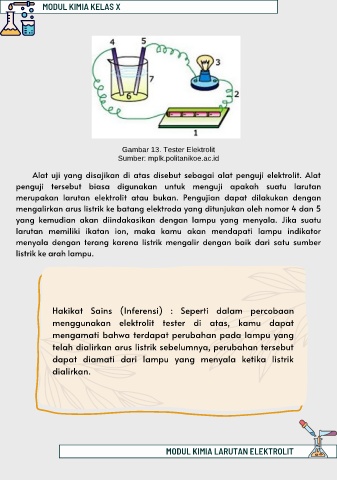 MODUL KIMIA KELAS X
4
5
3
7
2
6
1
Gambar 13. Tester Elektrolit
Sumber: mplk.politanikoe.ac.id
Alat uji yang disajikan di atas disebut sebagai alat penguji elektrolit. Alat
penguji tersebut biasa digunakan untuk menguji apakah suatu larutan
merupakan larutan elektrolit atau bukan. Pengujian dapat dilakukan dengan
mengalirkan arus listrik ke batang elektroda yang ditunjukan oleh nomor 4 dan 5
yang kemudian akan diindakasikan dengan lampu yang menyala. Jika suatu
larutan memiliki ikatan ion, maka kamu akan mendapati lampu indikator
menyala dengan terang karena listrik mengalir dengan baik dari satu sumber
listrik ke arah lampu.
Hakikat Sains (Inferensi) : Seperti dalam percobaan
menggunakan elektrolit tester di atas, kamu dapat
mengamati bahwa terdapat perubahan pada lampu yang
telah dialirkan arus listrik sebelumnya, perubahan tersebut
dapat diamati dari lampu yang menyala ketika listrik
dialirkan.
MODUL KIMIA LARUTAN ELEKTROLIT